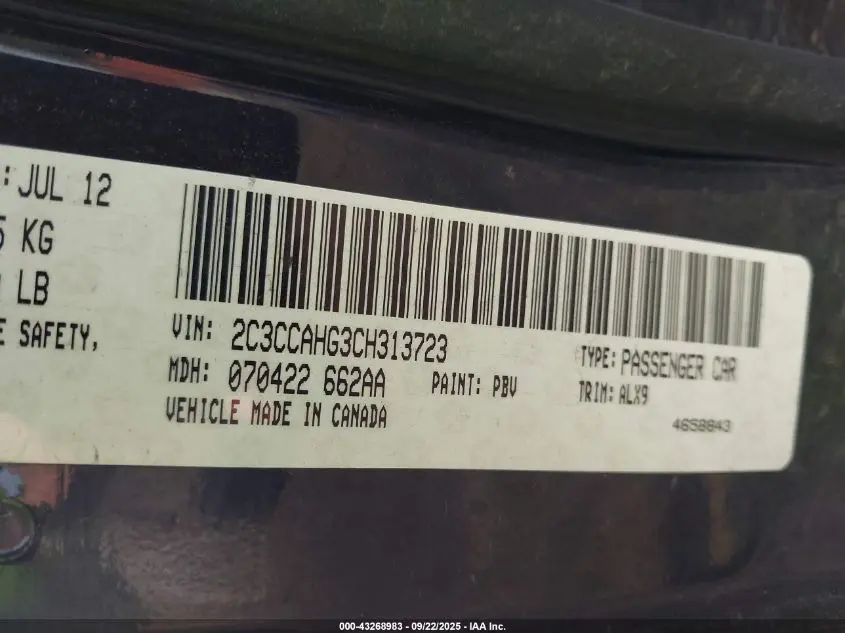 : JUL 12
5 KG
LB
E SAFETY,
VIN: 2C3CCAHG3CH313723
MDH: 070422 662AA PAINT: PBV
VEHICLE MADE IN CANADA
TYPE: PASSENGER CAR
TRIM: ALX9
4658843
000-43268983 - 09/22/2025 - IAA Inc.